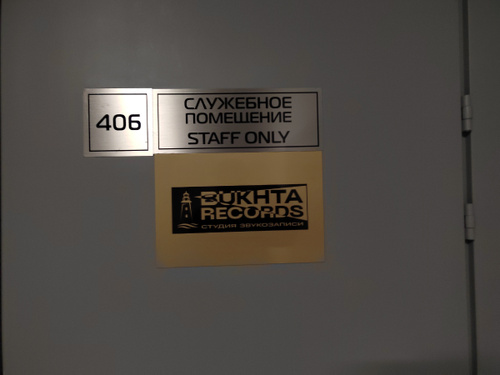 406
СЛУЖЕБНОЕ
ПОМЕЩЕНИЕ
STAFF ONLY
BUKHTA
RECORDS
СТУДИЯ ЗВУКОЗАПИСИ